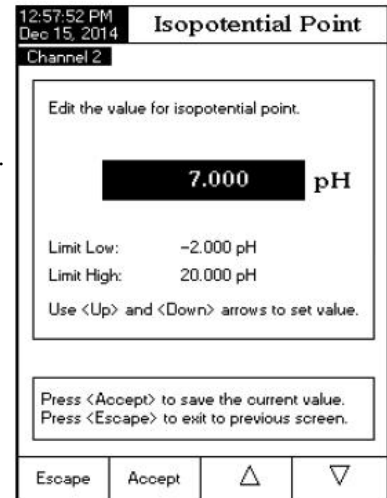 12:57:52 PM
Dec 15, 2014
Isopotential Point
Channel 2
Edit the value for isopotential point.
7.000 pH
Limit Low: -2.000 pH
Limit High: 20.000 pH
Use <Up> and <Down> arrows to set value.
Press <Accept> to save the current value.
Press <Escape> to exit to previous screen.
Escape Accept △ ▽